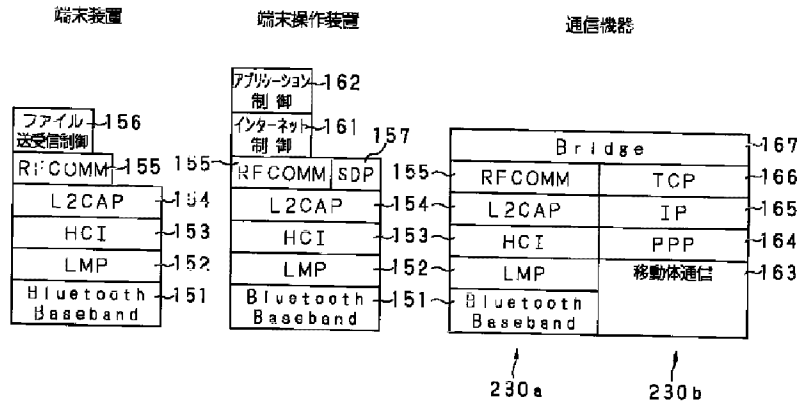 端末装置
端末操作装置
通信機器
ファイル
送受信制御
156
RFCOMM
155
L2CAP
154
HCI
153
LMP
152
Bluetooth
Baseband
151
アプリケーション
制御
162
インターネット
制御
161
157
155
RFCOMM
SDP
L2CAP
HCI
LMP
Bluetooth
Baseband
Bridge
167
155
RFCOMM
TCP
166
154
L2CAP
IP
165
153
HCI
PPP
164
152
LMP
移動体通信
163
151
Bluetooth
Baseband
230a
230b